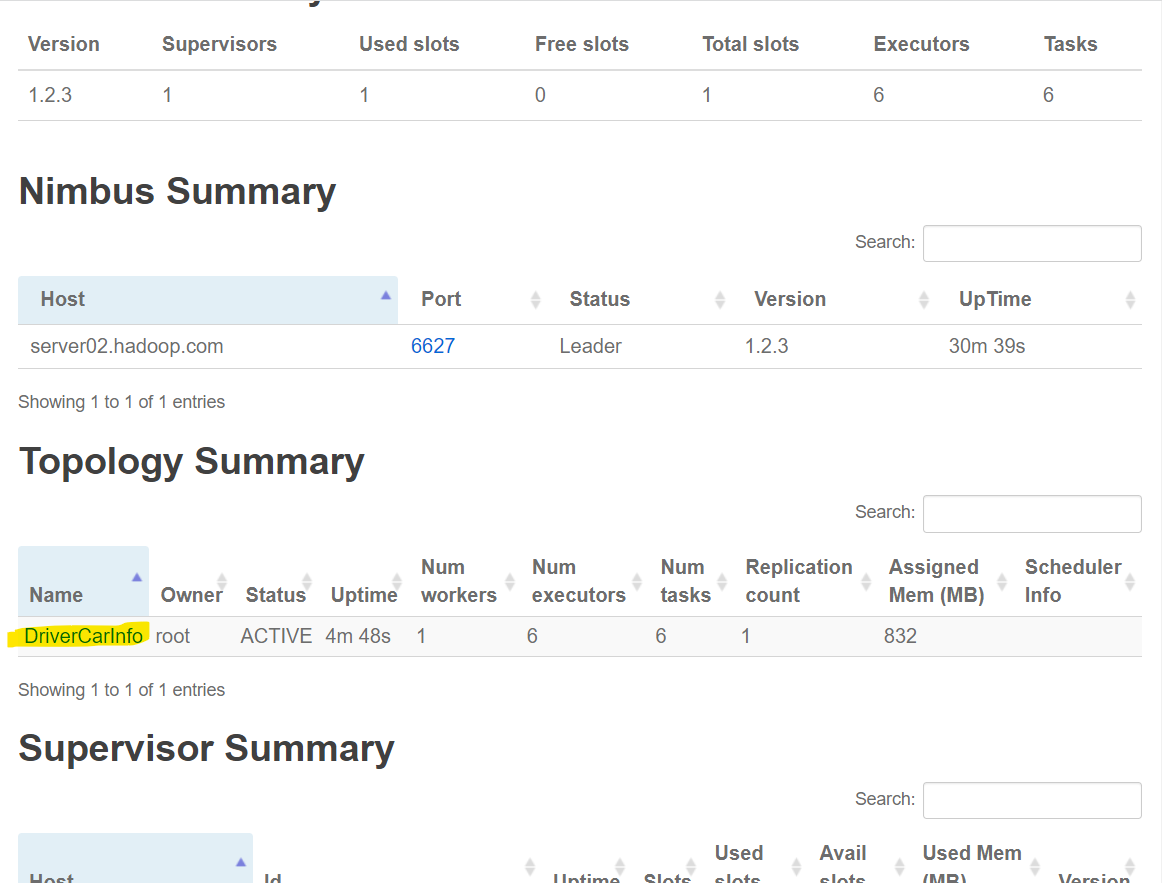 Version Supervisors Used slots Free slots Total slots Executors Tasks
1.2.3 1 1 0 1 6 6
Nimbus Summary
Search:
Host Port Status Version UpTime
server02.hadoop.com 6627 Leader 1.2.3 30m 39s
Showing 1 to 1 of 1 entries
Topology Summary
Search:
Name Owner Status Uptime Num workers Num executors Num tasks Replication count Assigned Mem (MB) Scheduler Info
DriverCarInfo root ACTIVE 4m 48s 1 6 6 1 832
Showing 1 to 1 of 1 entries
Supervisor Summary
Search:
Host Id Uptime Slots Used slots Avail slots Used Mem (MB) Version